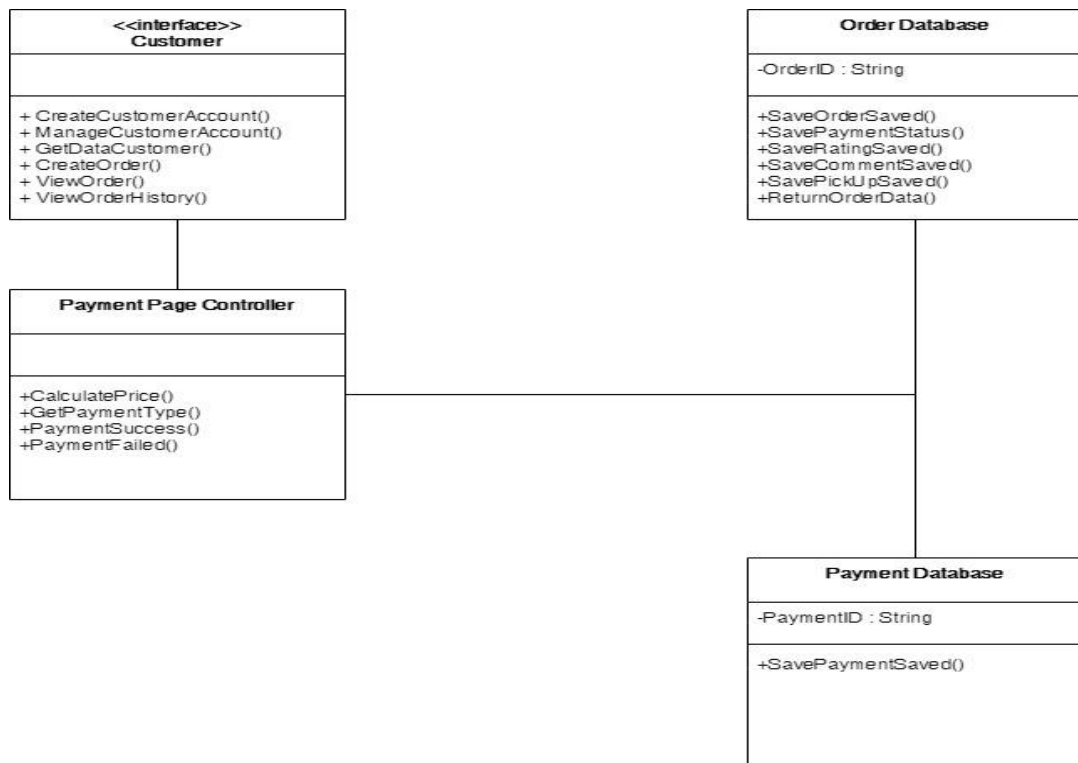 <<interface>>
Customer
+ CreateCustomerAccount()
+ ManageCustomerAccount()
+ GetDataCustomer()
+ CreateOrder()
+ ViewOrder()
+ ViewOrderHistory()
Order Database
-OrderID : String
+SaveOrderSaved()
+SavePaymentStatus()
+SaveRatingSaved()
+SaveCommentSaved()
+SavePickUpSaved()
+ReturnOrderData()
Payment Page Controller
+CalculatePrice()
+GetPaymentType()
+PaymentSuccess()
+PaymentFailed()
Payment Database
-PaymentID : String
+SavePaymentSaved()